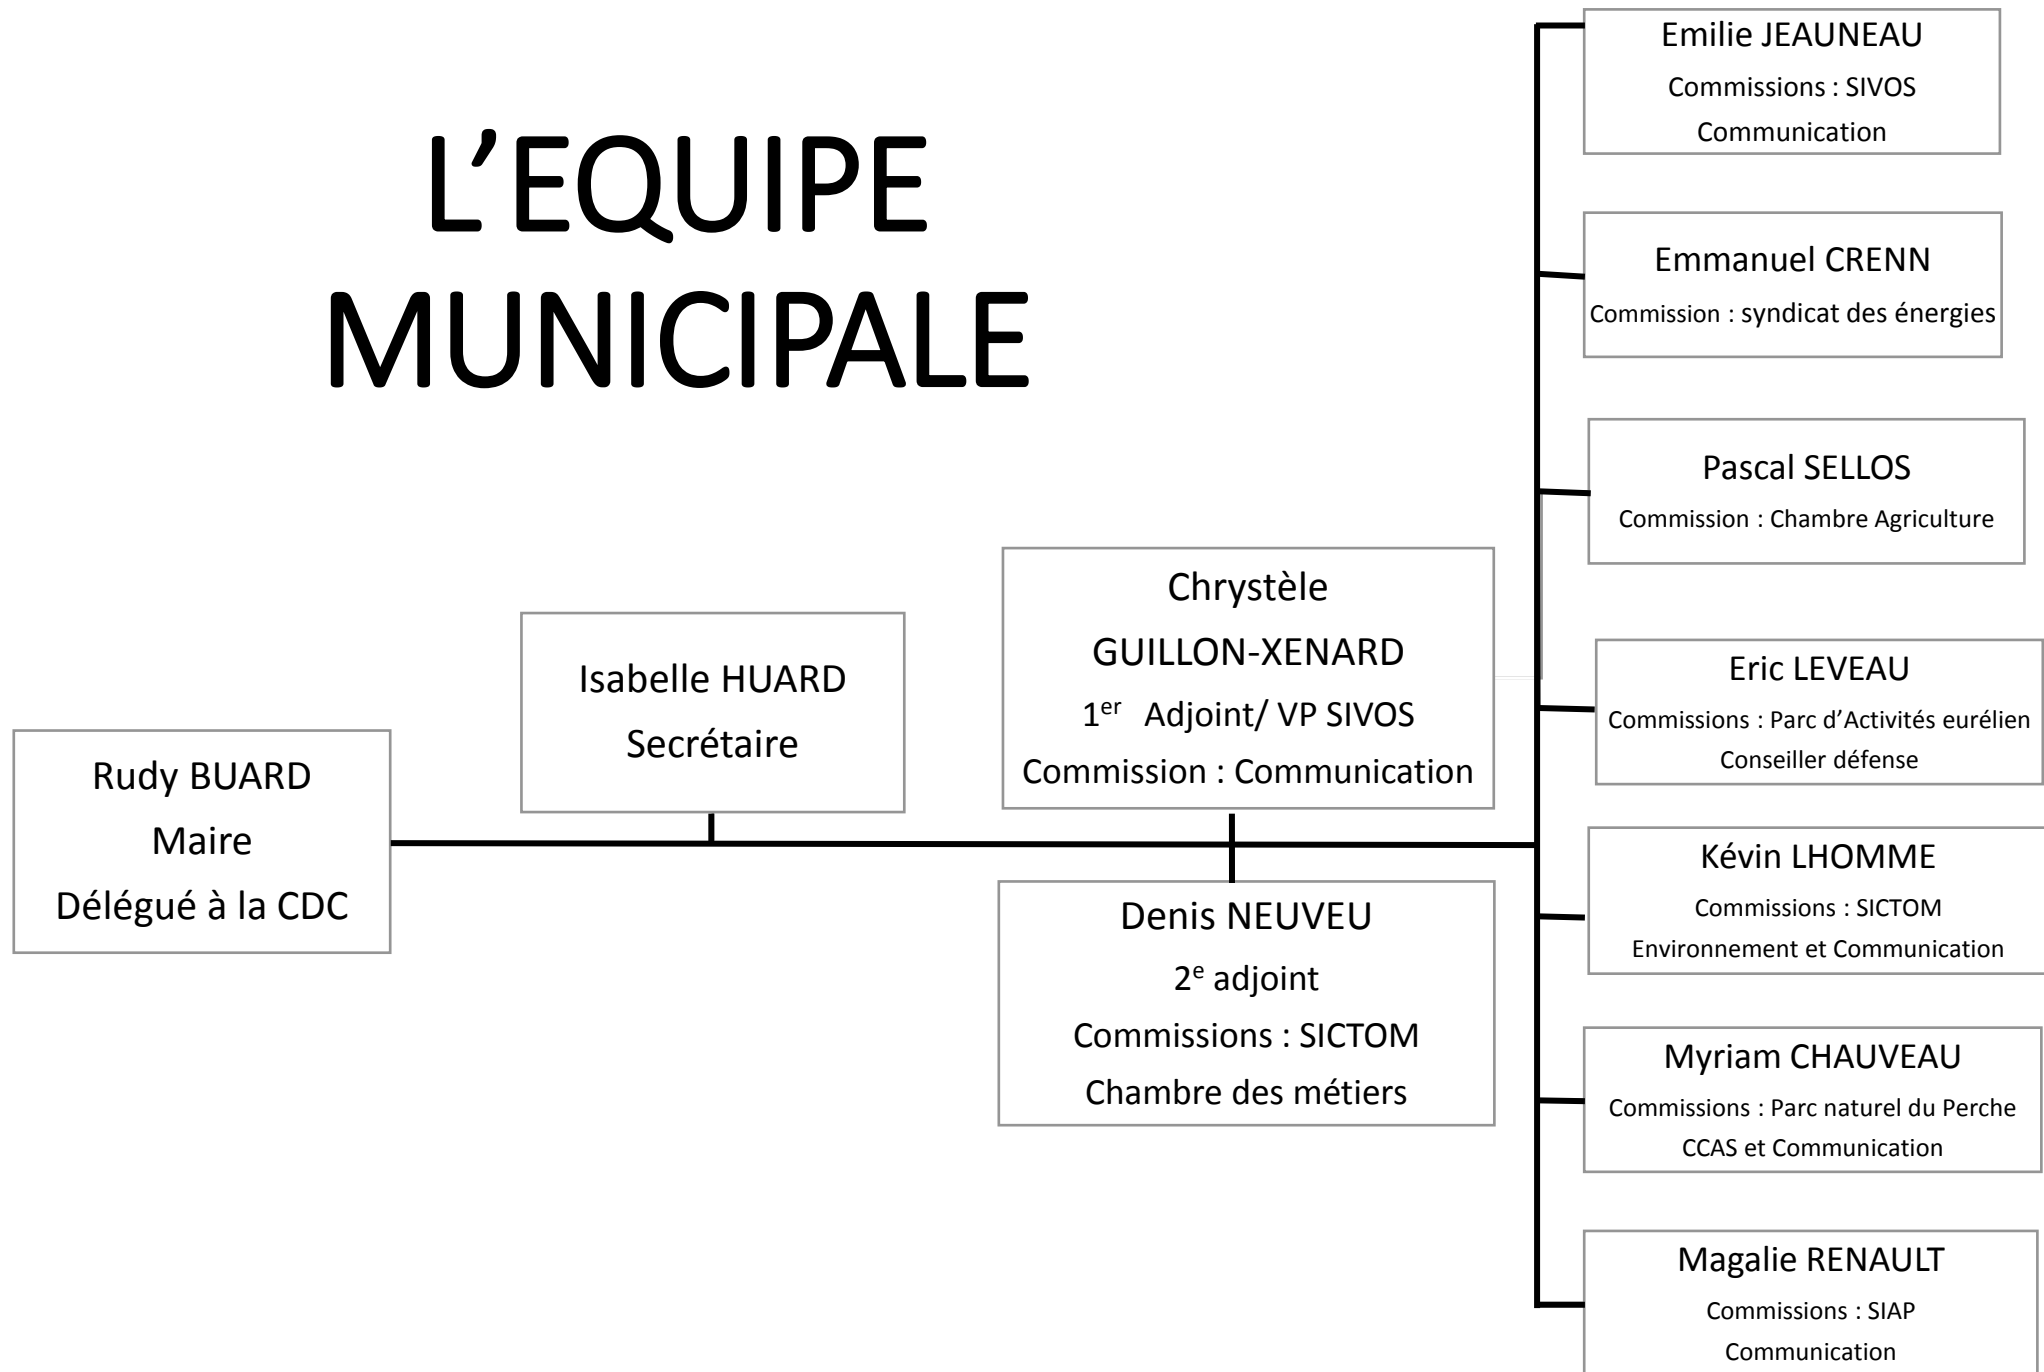 L’EQUIPE
MUNICIPALE
Rudy BUARD
Maire
Délégué à la CDC
Isabelle HUARD
Secrétaire
Chrystèle
GUILLON-XENARD
1er Adjoint/ VP SIVOS
Commission : Communication
Denis NEUVEU
2e adjoint
Commissions : SICTOM
Chambre des métiers
Emilie JEAUNEAU
Commissions : SIVOS
Communication
Emmanuel CRENN
Commission : syndicat des énergies
Pascal SELLOS
Commission : Chambre Agriculture
Eric LEVEAU
Commissions : Parc d’Activités eurélien
Conseiller défense
Kévin LHOMME
Commissions : SICTOM
Environnement et Communication
Myriam CHAUVEAU
Commissions : Parc naturel du Perche
CCAS et Communication
Magalie RENAULT
Commissions : SIAP
Communication